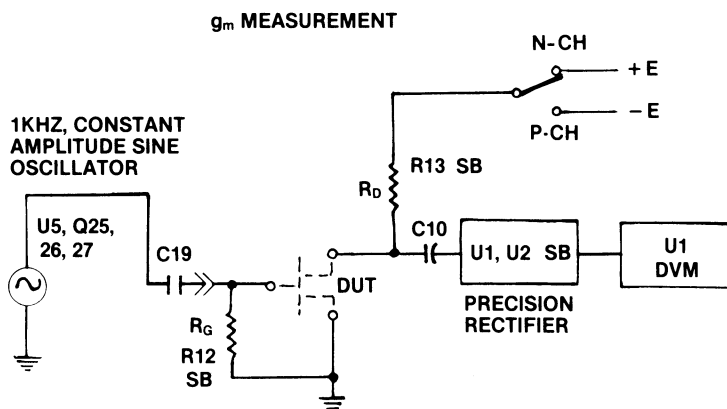 gm MEASUREMENT
N-CH
+ E
P-CH
- E
1KHZ, CONSTANT
AMPLITUDE SINE
OSCILLATOR
R13 SB
RD
U5, Q25,
26, 27
C19
C10
U1, U2 SB
U1
DVM
DUT
PRECISION
RECTIFIER
RG
R12
SB